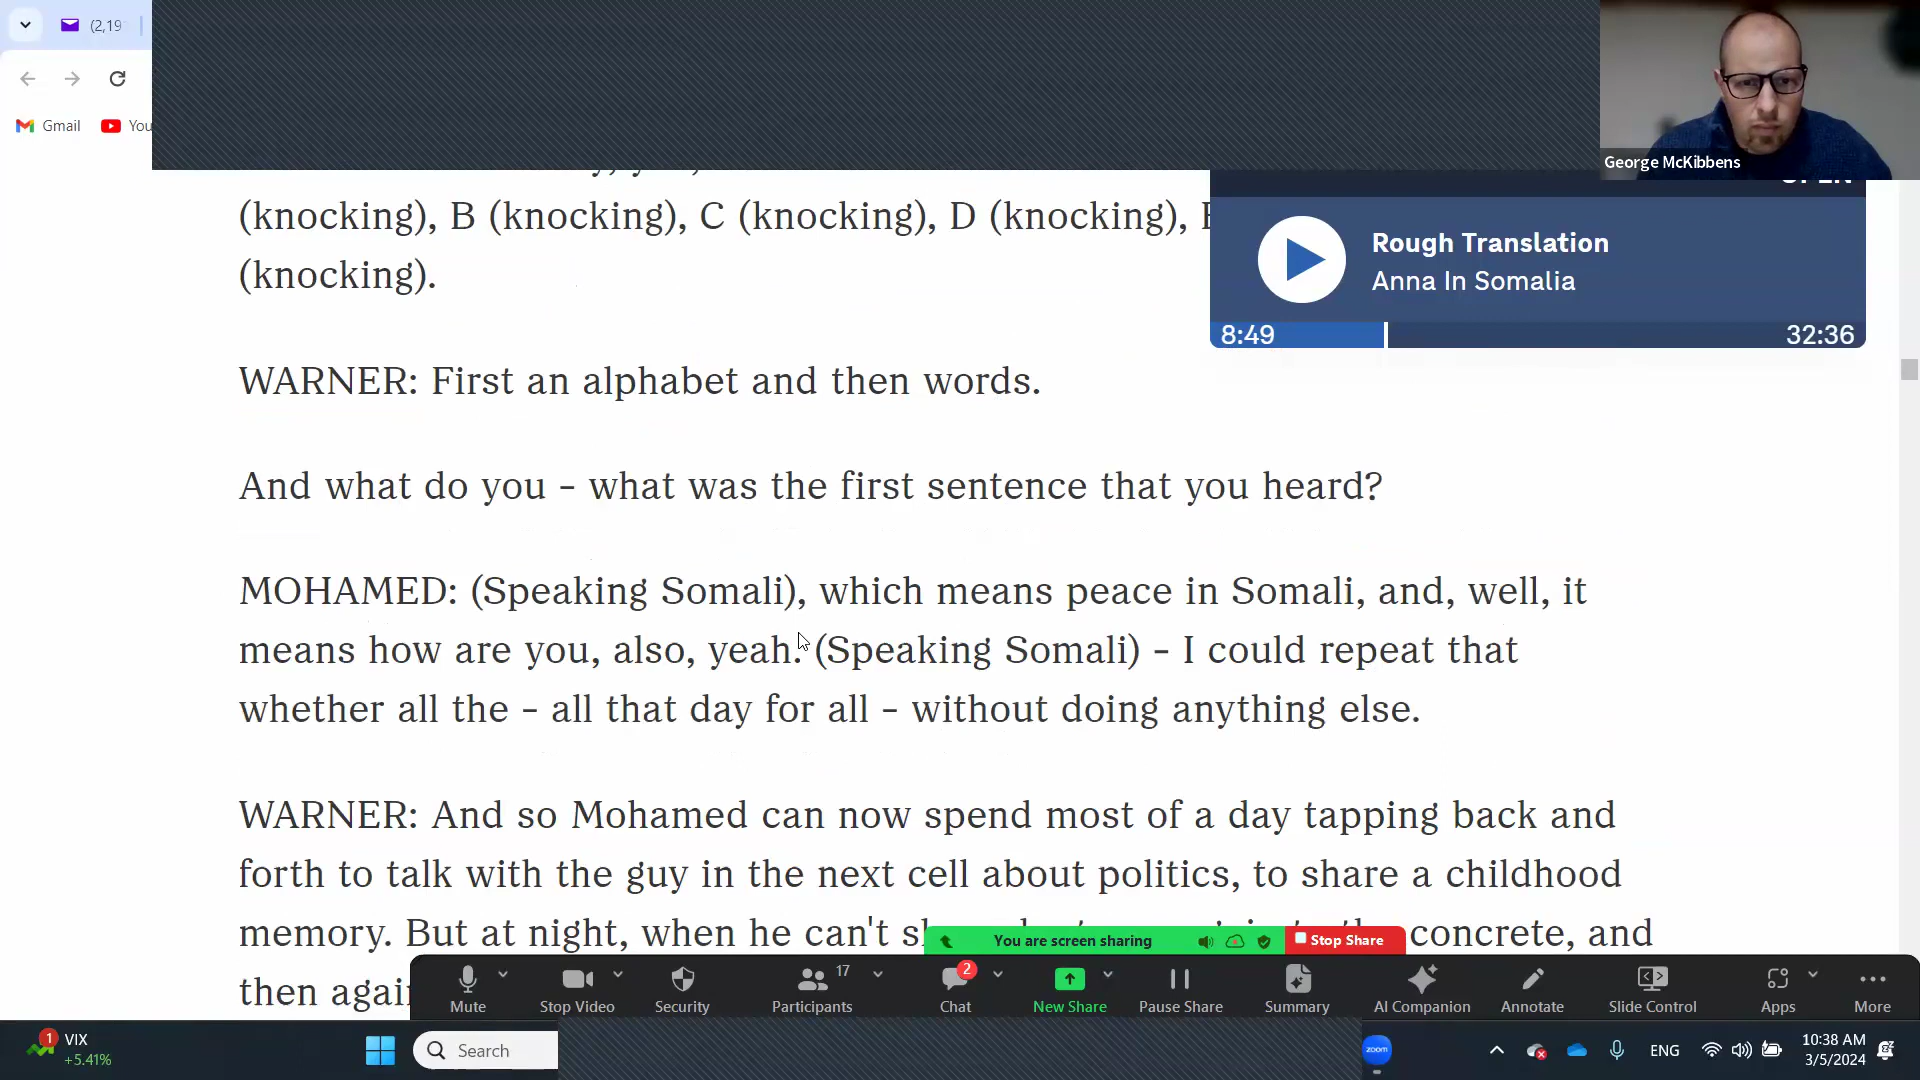 (2,19
Gmail
You
George McKibbens
(knocking), B (knocking), C (knocking), D (knocking),
(knocking).
Rough Translation
Anna In Somalia
8:49
32:36
WARNER: First an alphabet and then words.
And what do you - what was the first sentence that you heard?
MOHAMED: (Speaking Somali), which means peace in Somali, and, well, it
means how are you, also, yeah. (Speaking Somali) - I could repeat that
whether all the - all that day for all - without doing anything else.
WARNER: And so Mohamed can now spend most of a day tapping back and
forth to talk with the guy in the next cell about politics, to share a childhood
memory. But at night, when he can't concrete, and
then again
You are screen sharing
Stop Share
Mute
Stop Video
Security
17
Participants
2
Chat
New Share
Pause Share
Summary
AI Companion
Annotate
Slide Control
Apps
More
1
VIX
+5.41%
Search
zoom
ENG
10:38 AM
3/5/2024